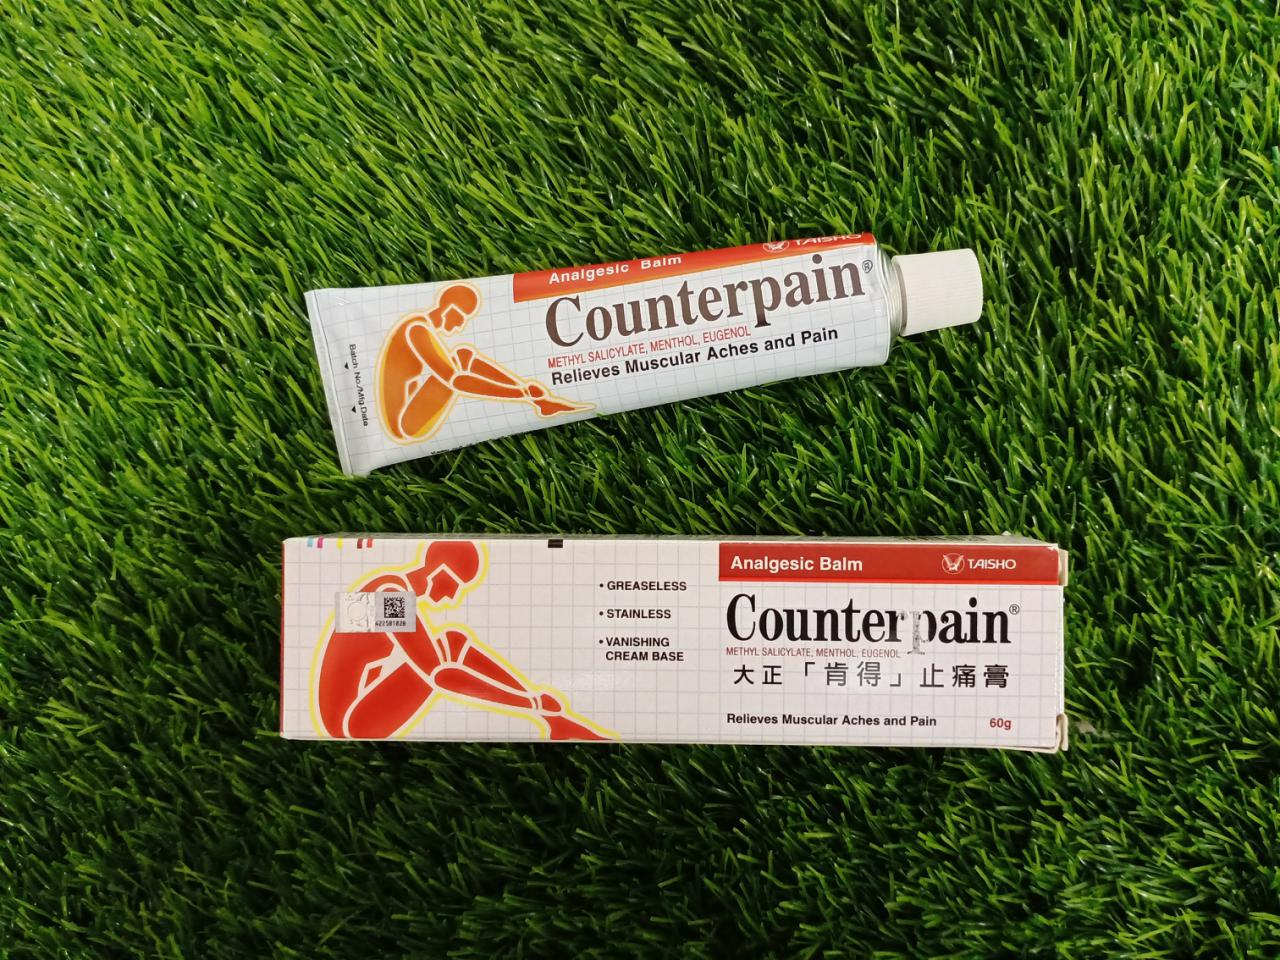 Analgesic Balm
TAISHO
Counterpain®
METHYL SALICYLATE, MENTHOL, EUGENOL
Relieves Muscular Aches and Pain
Batch No./Mfg.Date
• GREASELESS
• STAINLESS
• VANISHING
CREAM BASE
Analgesic Balm
TAISHO
Counterpain®
METHYL SALICYLATE, MENTHOL, EUGENOL
大正「肯得」止痛膏
Relieves Muscular Aches and Pain
60g